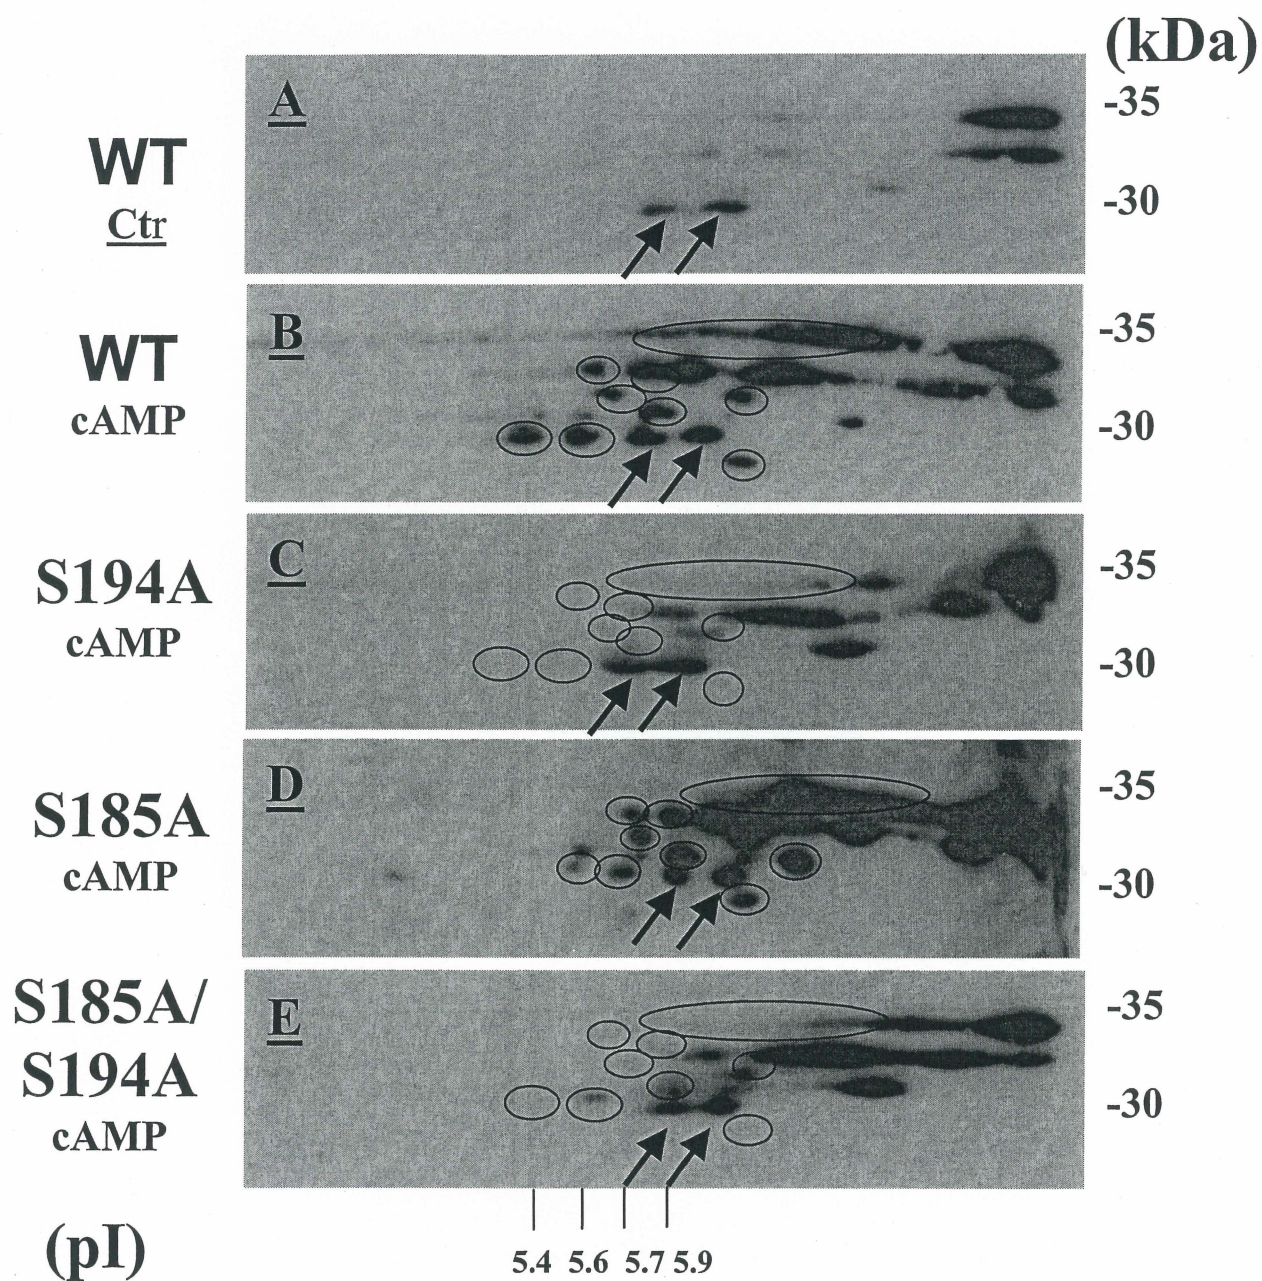 (kDa)
A
WT
Ctr
-35
-30
B
WT
cAMP
-35
-30
C
S194A
cAMP
-35
-30
D
S185A
cAMP
-35
-30
E
S185A/
S194A
cAMP
-35
-30
(pI)
5.4 5.6 5.7 5.9